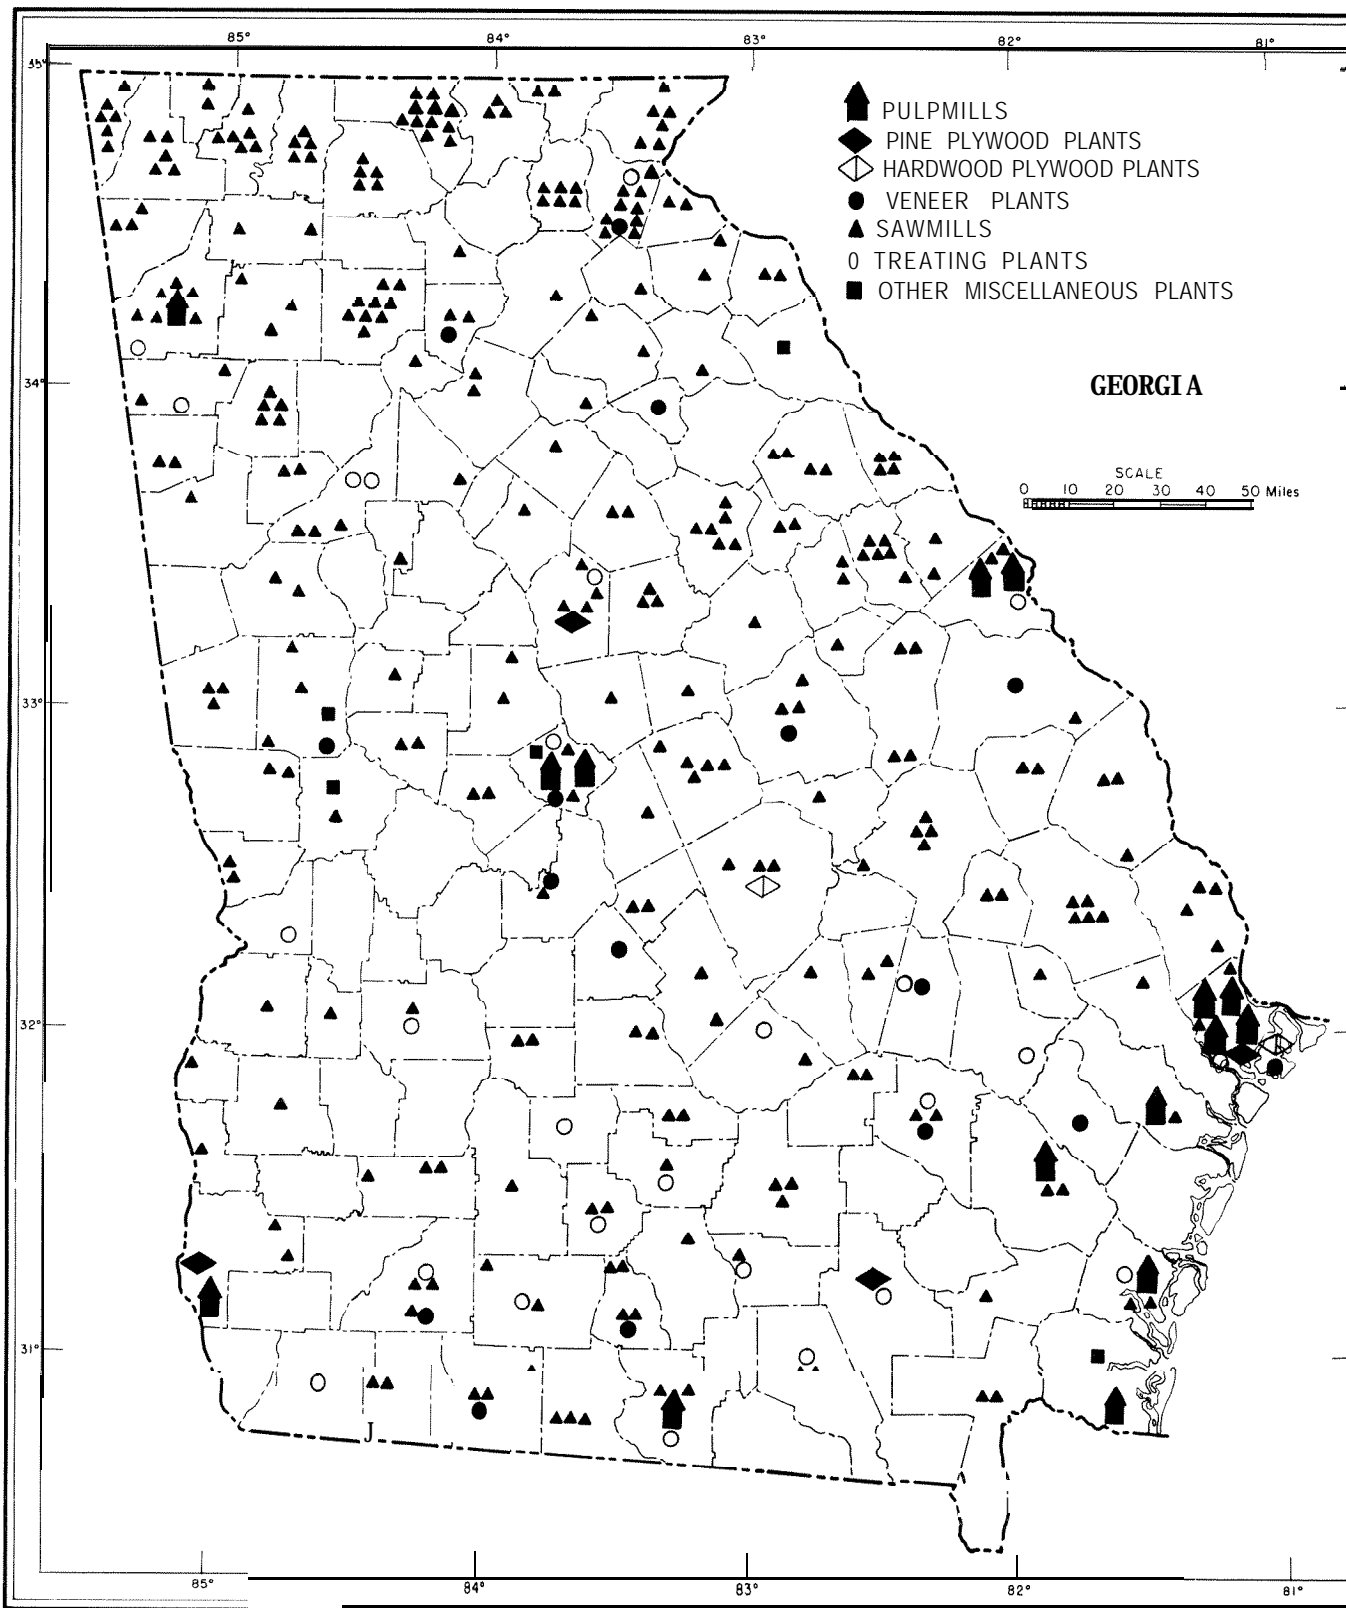 85° 84° 83° 82° 81°
35°
PULPMILLS
PINE PLYWOOD PLANTS
HARDWOOD PLYWOOD PLANTS
VENEER PLANTS
SAWMILLS
0 TREATING PLANTS
OTHER MISCELLANEOUS PLANTS
34°
GEORGIA
SCALE
0 10 20 30 40 50 Miles
33°
32°
31°
J
85° 84° 83° 82° 81°